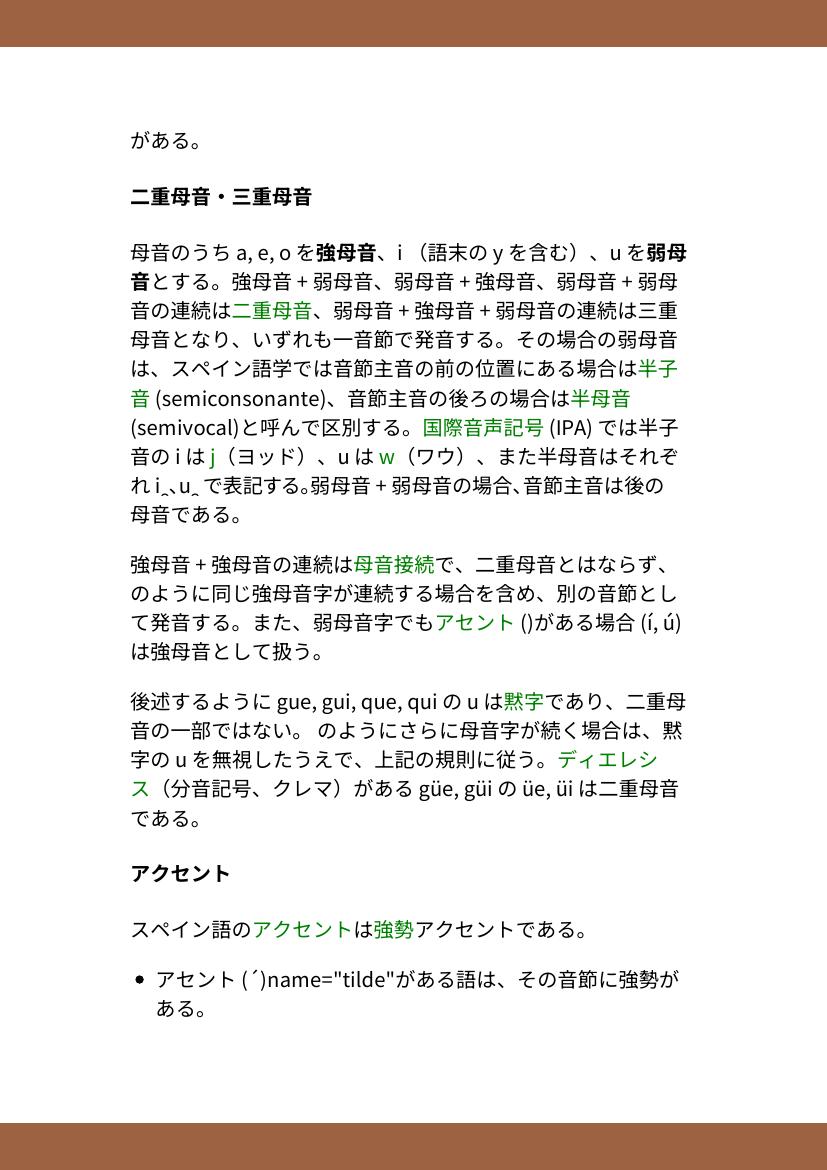 がある。
二重母音・三重母音
母音のうち a, e, o を強母音、i （語末の y を含む）、u を弱母
音とする。強母音 + 弱母音、弱母音 + 強母音、弱母音 + 弱母
音の連続は二重母音、弱母音 + 強母音 + 弱母音の連続は三重
母音となり、いずれも一音節で発音する。その場合の弱母音
は、スペイン語学では音節主音の前の位置にある場合は半子
音 (semiconsonante)、音節主音の後ろの場合は半母音
(semivocal)と呼んで区別する。国際音声記号 (IPA) では半子
音の i は j（ヨッド）、u は w（ワウ）、また半母音はそれぞ
れ i̯、u̯ で表記する。弱母音 + 弱母音の場合、音節主音は後の
母音である。
強母音 + 強母音の連続は母音接続で、二重母音とはならず、
のように同じ強母音字が連続する場合を含め、別の音節とし
て発音する。また、弱母音字でもアセント ()がある場合 (í, ú)
は強母音として扱う。
後述するように gue, gui, que, qui の u は黙字であり、二重母
音の一部ではない。 のようにさらに母音字が続く場合は、黙
字の u を無視したうえで、上記の規則に従う。ディエレシ
ス（分音記号、クレマ）がある güe, güi の üe, üi は二重母音
である。
アクセント
スペイン語のアクセントは強勢アクセントである。
• アセント (´)name="tilde"がある語は、その音節に強勢が
ある。